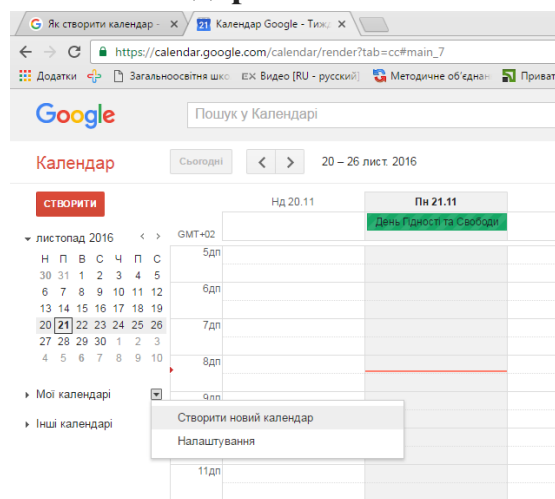 Як створити календар -
Календар Google - Тиж
https://calendar.google.com/calendar/render?tab=cc#main_7
Додатки
Загальноосвітня шко
Видео [RU - русский]
Методичне об'єднан
Приват
Google
Пошук у Календарі
Календар
Сьогодні
20 – 26 лист. 2016
СТВОРИТИ
Нд 20.11
Пн 21.11
GMT+02
День Гідності та Свободи
листопад 2016
Н П В С Ч П С
30 31 1 2 3 4 5
6 7 8 9 10 11 12
13 14 15 16 17 18 19
20 21 22 23 24 25 26
27 28 29 30 1 2 3
4 5 6 7 8 9 10
5дп
6дп
7дп
8дп
9дп
11дп
Мої календарі
Інші календарі
Створити новий календар
Налаштування